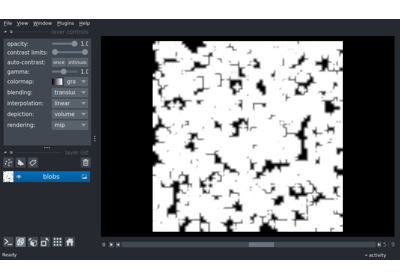 File View Window Plugins Help
layer controls
opacity: 1.0
contrast limits:
auto-contrast: once
gamma: 1.0
colormap: gra
blending: translu
interpolation: linear
depiction: volume
rendering: mip
layer list
blobs
Ready
activity